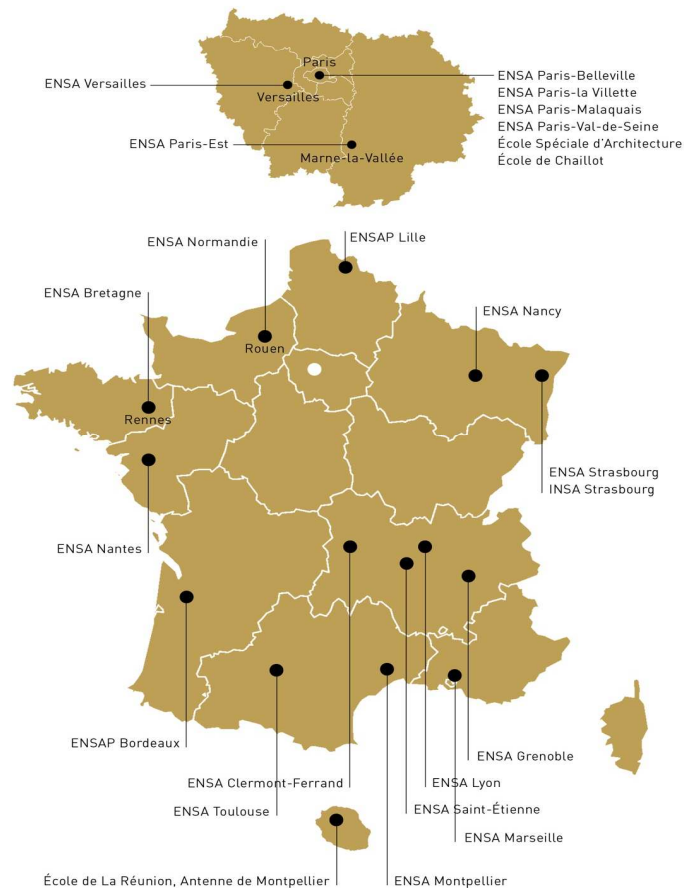 Paris
ENSA Versailles
Versailles
ENSA Paris-Belleville
ENSA Paris-la Villette
ENSA Paris-Malaquais
ENSA Paris-Val-de-Seine
École Spéciale d'Architecture
École de Chaillot
ENSA Paris-Est
Marne-la-Vallée
ENSAP Lille
ENSA Normandie
ENSA Bretagne
ENSA Nancy
Rouen
Rennes
ENSA Strasbourg
INSA Strasbourg
ENSA Nantes
ENSAP Bordeaux
ENSA Grenoble
ENSA Clermont-Ferrand
ENSA Lyon
ENSA Toulouse
ENSA Saint-Étienne
ENSA Marseille
École de La Réunion, Antenne de Montpellier
ENSA Montpellier